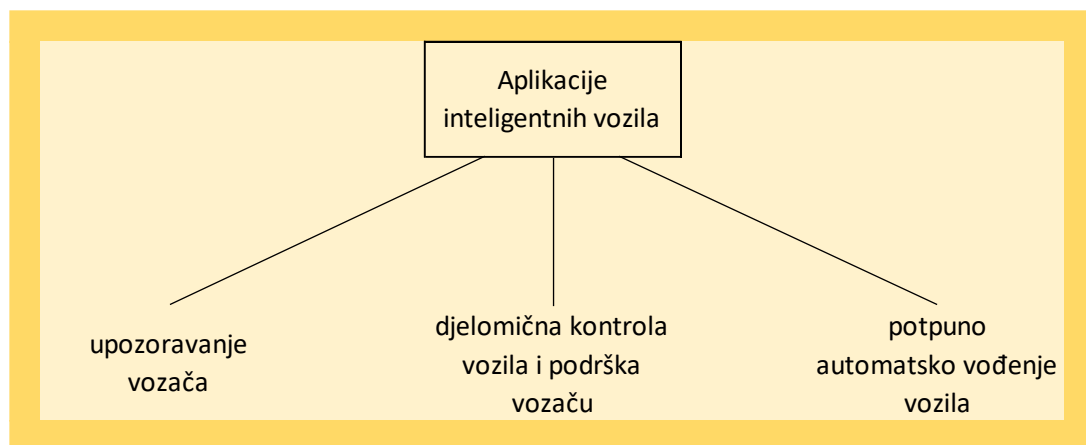 Aplikacije
inteligentnih vozila
upozoravanje
vozača
djelomična kontrola
vozila i podrška
vozaču
potpuno
automatsko vođenje
vozila